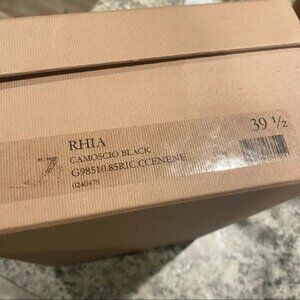 RHIA
39 ½
CAMOSCIO BLACK
G98510.85RIC.CCENENE
0240479